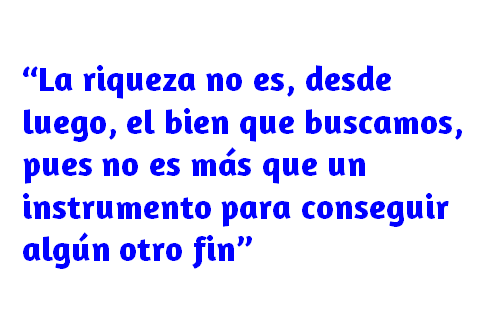 “La riqueza no es, desde
luego, el bien que buscamos,
pues no es más que un
instrumento para conseguir
algún otro fin”